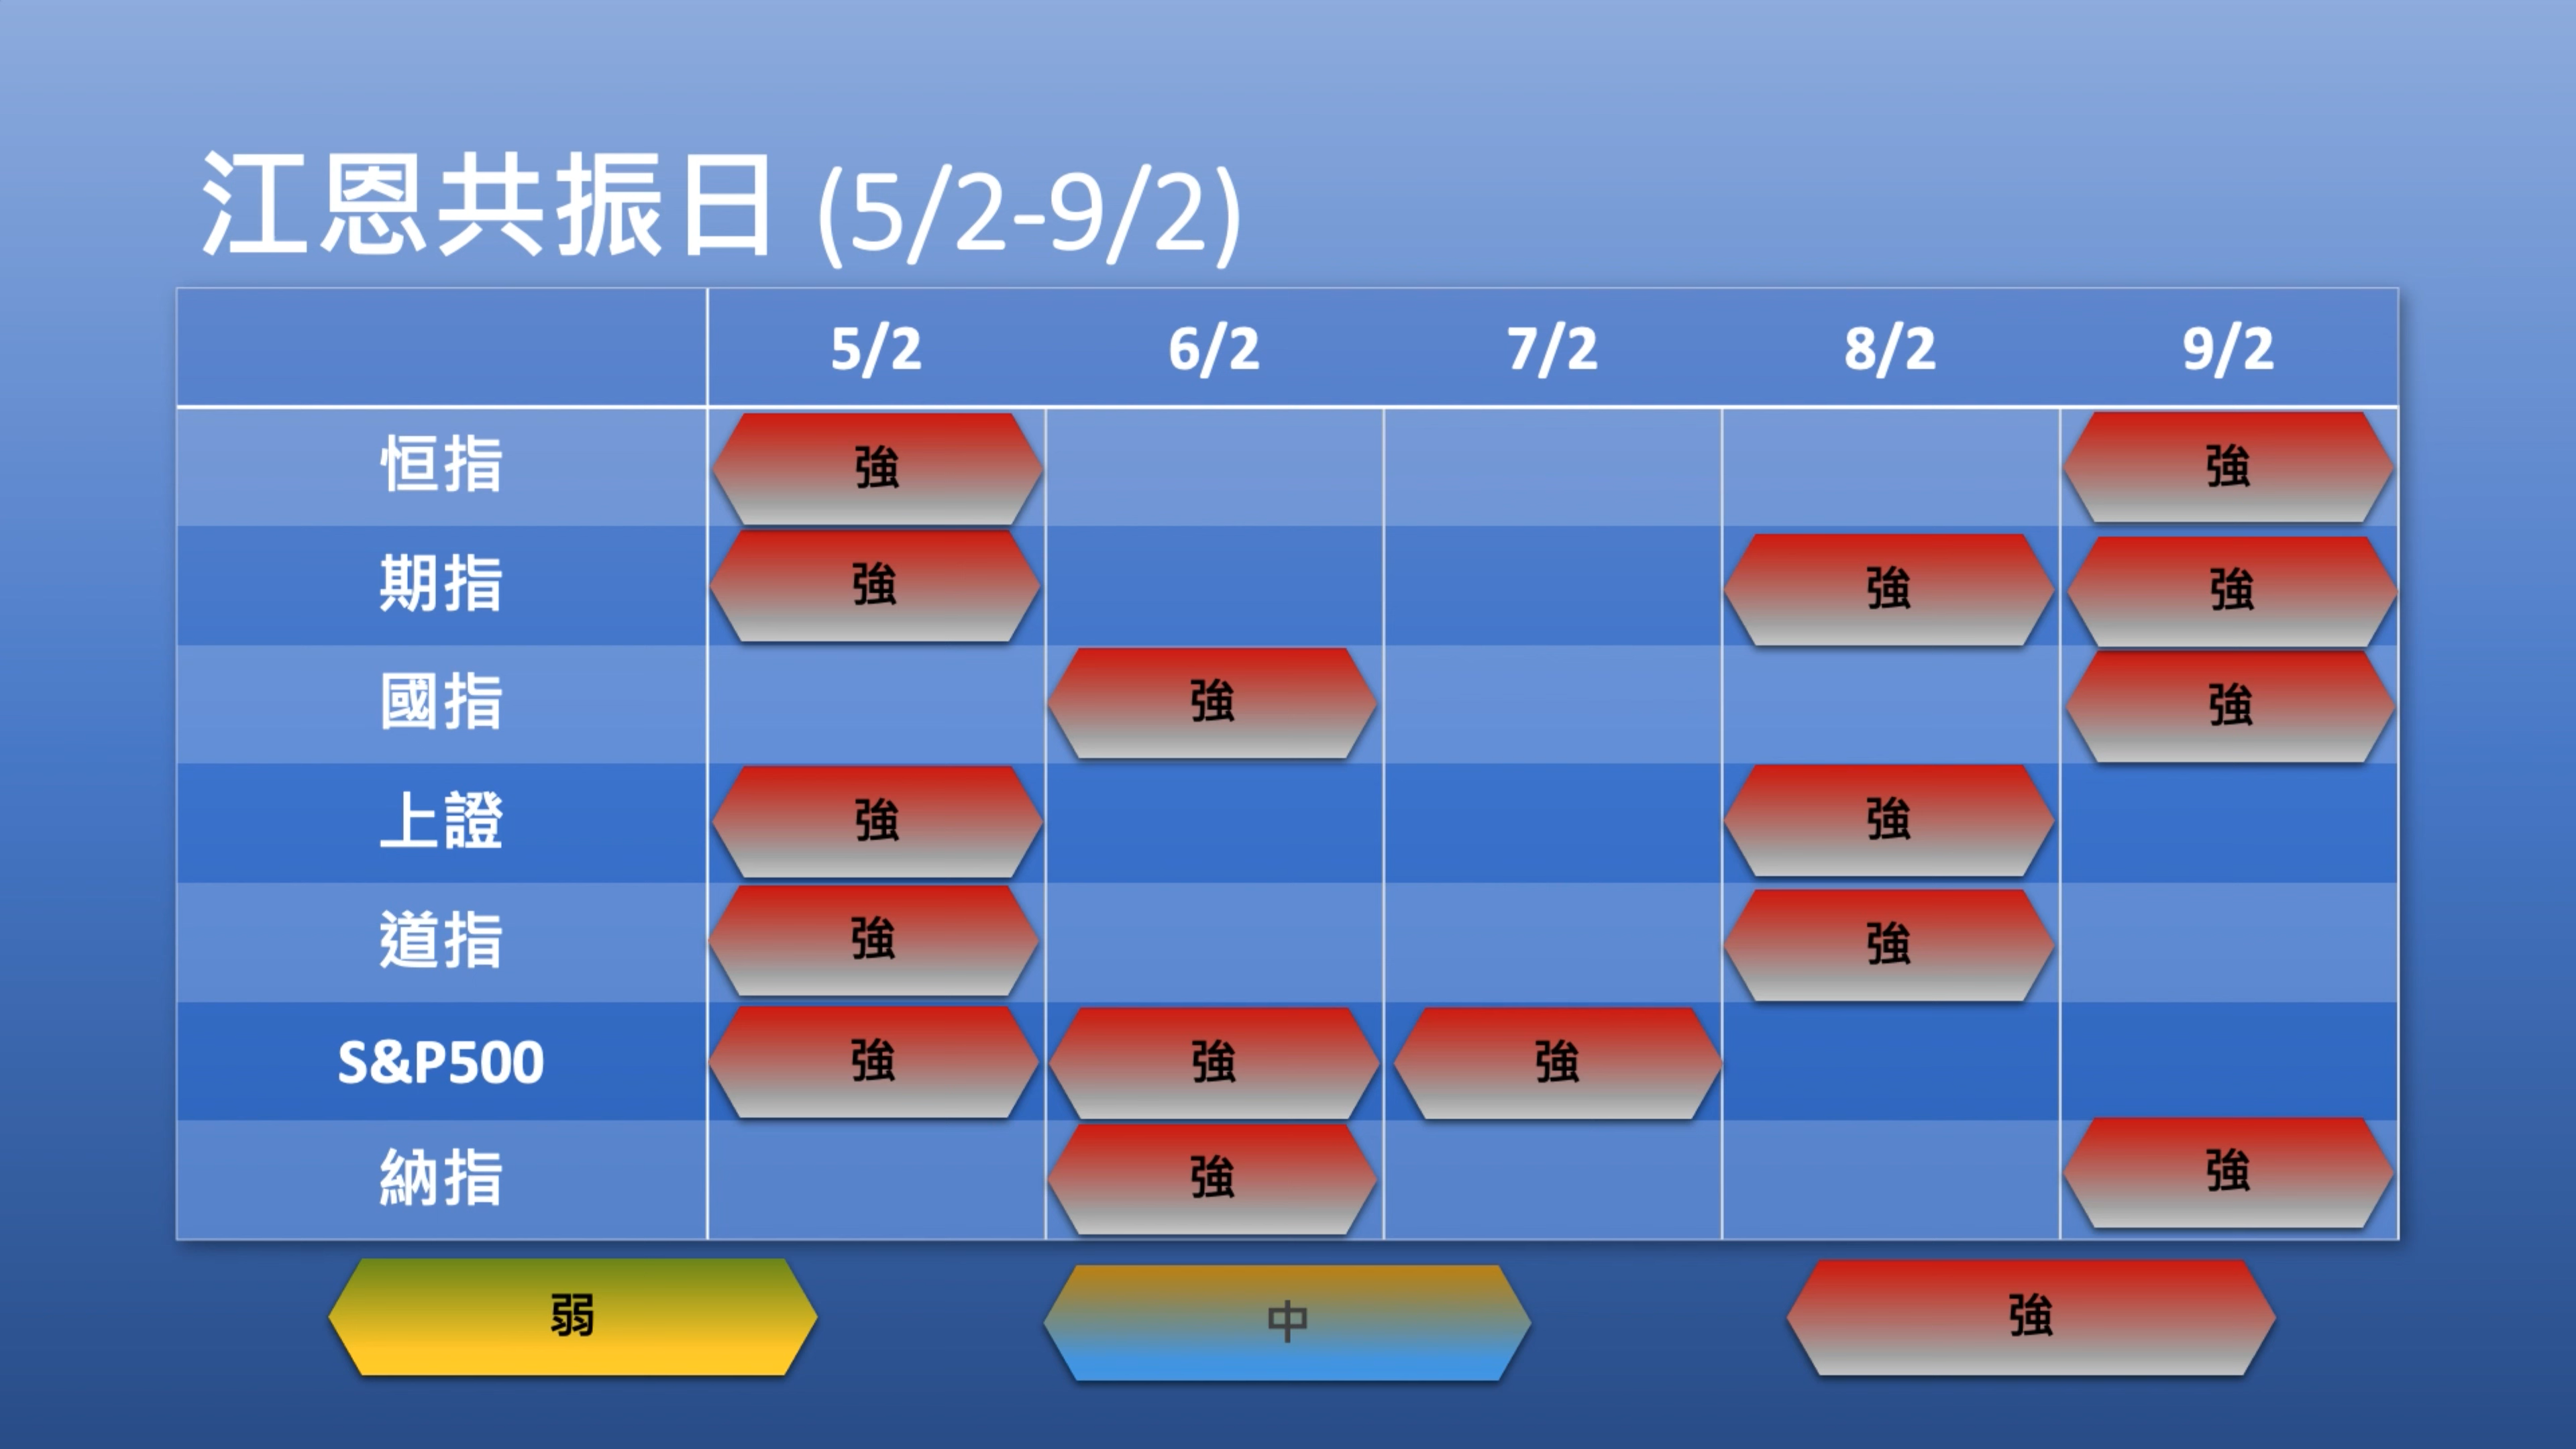 江恩共振日 (5/2-9/2)
5/2 6/2 7/2 8/2 9/2
恒指 強 強
期指 強 強 強
國指 強 強
上證 強 強
道指 強 強
S&P500 強 強 強
納指 強 強
弱 中 強